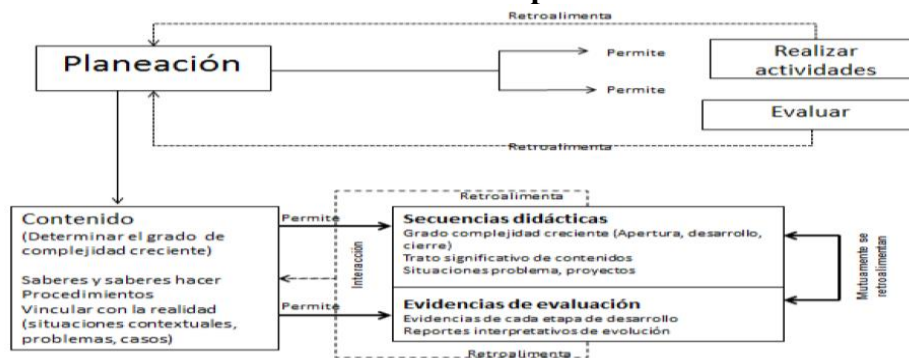 Retroalimenta
Planeación
Permite
Permite
Realizar
actividades
Evaluar
Retroalimenta
Retroalimenta
Contenido
(Determinar el grado de
complejidad creciente)
Saberes y saberes hacer
Procedimientos
Vincular con la realidad
(situaciones contextuales,
problemas, casos)
Permite
Permite
Interacción
Secuencias didácticas
Grado complejidad creciente (Apertura, desarrollo,
cierre)
Trato significativo de contenidos
Situaciones problema, proyectos
Evidencias de evaluación
Evidencias de cada etapa de desarrollo
Reportes interpretativos de evolución
Mutuamente se
retroalimentan
Retroalimenta